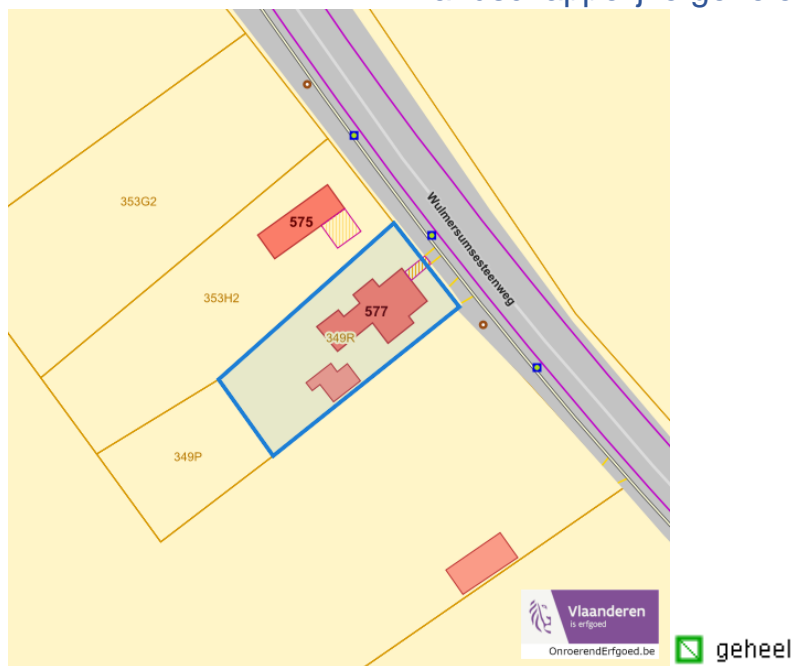 353G2
575
Wulmersumsesteenweg
353H2
577
349R
349P
Vlaanderen
is erfgoed
OnroerendErfgoed.be
geheel